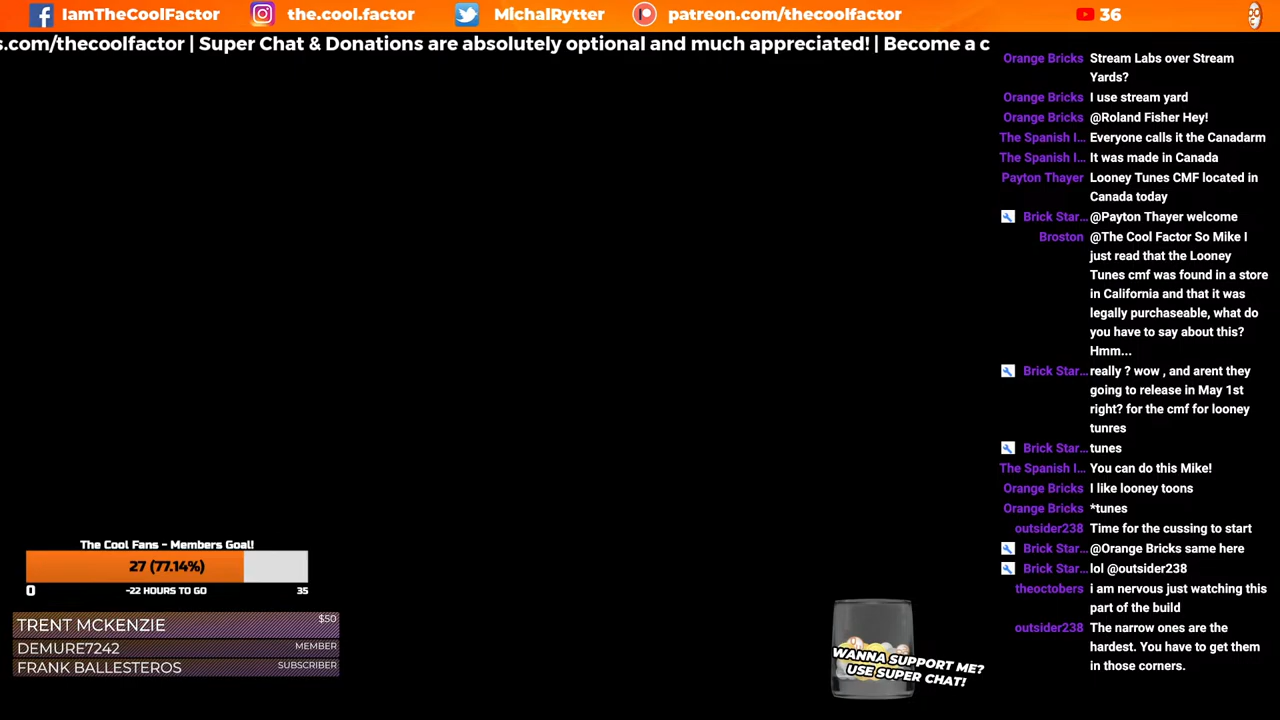 IamTheCoolFactor the.cool.factor MichalRytter patreon.com/thecoolfactor 36
s.com/thecoolfactor | Super Chat & Donations are absolutely optional and much appreciated! | Become a c
Orange Bricks Stream Labs over Stream
Yards?
Orange Bricks I use stream yard
Orange Bricks @Roland Fisher Hey!
The Spanish I... Everyone calls it the Canadarm
The Spanish I... It was made in Canada
Payton Thayer Looney Tunes CMF located in
Canada today
Brick Star... @Payton Thayer welcome
Broston @The Cool Factor So Mike I
just read that the Looney
Tunes cmf was found in a store
in California and that it was
legally purchaseable, what do
you have to say about this?
Hmm...
Brick Star... really ? wow , and arent they
going to release in May 1st
right? for the cmf for looney
tunres
Brick Star... tunes
The Spanish I... You can do this Mike!
Orange Bricks I like looney toons
Orange Bricks *tunes
outsider238 Time for the cussing to start
Brick Star... @Orange Bricks same here
Brick Star... lol @outsider238
theoctobers i am nervous just watching this
part of the build
outsider238 The narrow ones are the
hardest. You have to get them
in those corners.
The Cool Fans - Members Goal!
27 (77.14%)
0 -22 HOURS TO GO 35
TRENT MCKENZIE $50
DEMURE7242 MEMBER
FRANK BALLESTEROS SUBSCRIBER
WANNA SUPPORT ME?
USE SUPER CHAT!